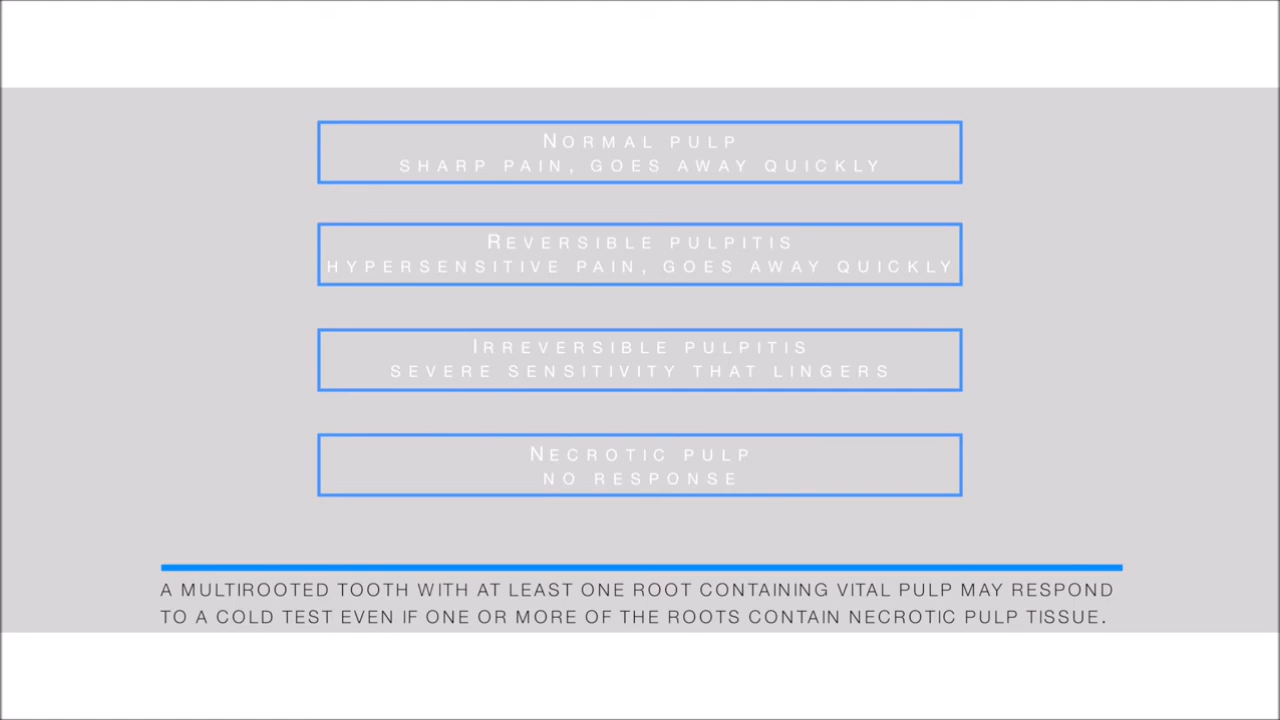 NORMAL PULP
SHARP PAIN, GOES AWAY QUICKLY
REVERSIBLE PULPITIS
HYPERSENSITIVE PAIN, GOES AWAY QUICKLY
IRREVERSIBLE PULPITIS
SEVERE SENSITIVITY THAT LINGERS
NECROTIC PULP
NO RESPONSE
A MULTIROOTED TOOTH WITH AT LEAST ONE ROOT CONTAINING VITAL PULP MAY RESPOND
TO A COLD TEST EVEN IF ONE OR MORE OF THE ROOTS CONTAIN NECROTIC PULP TISSUE.